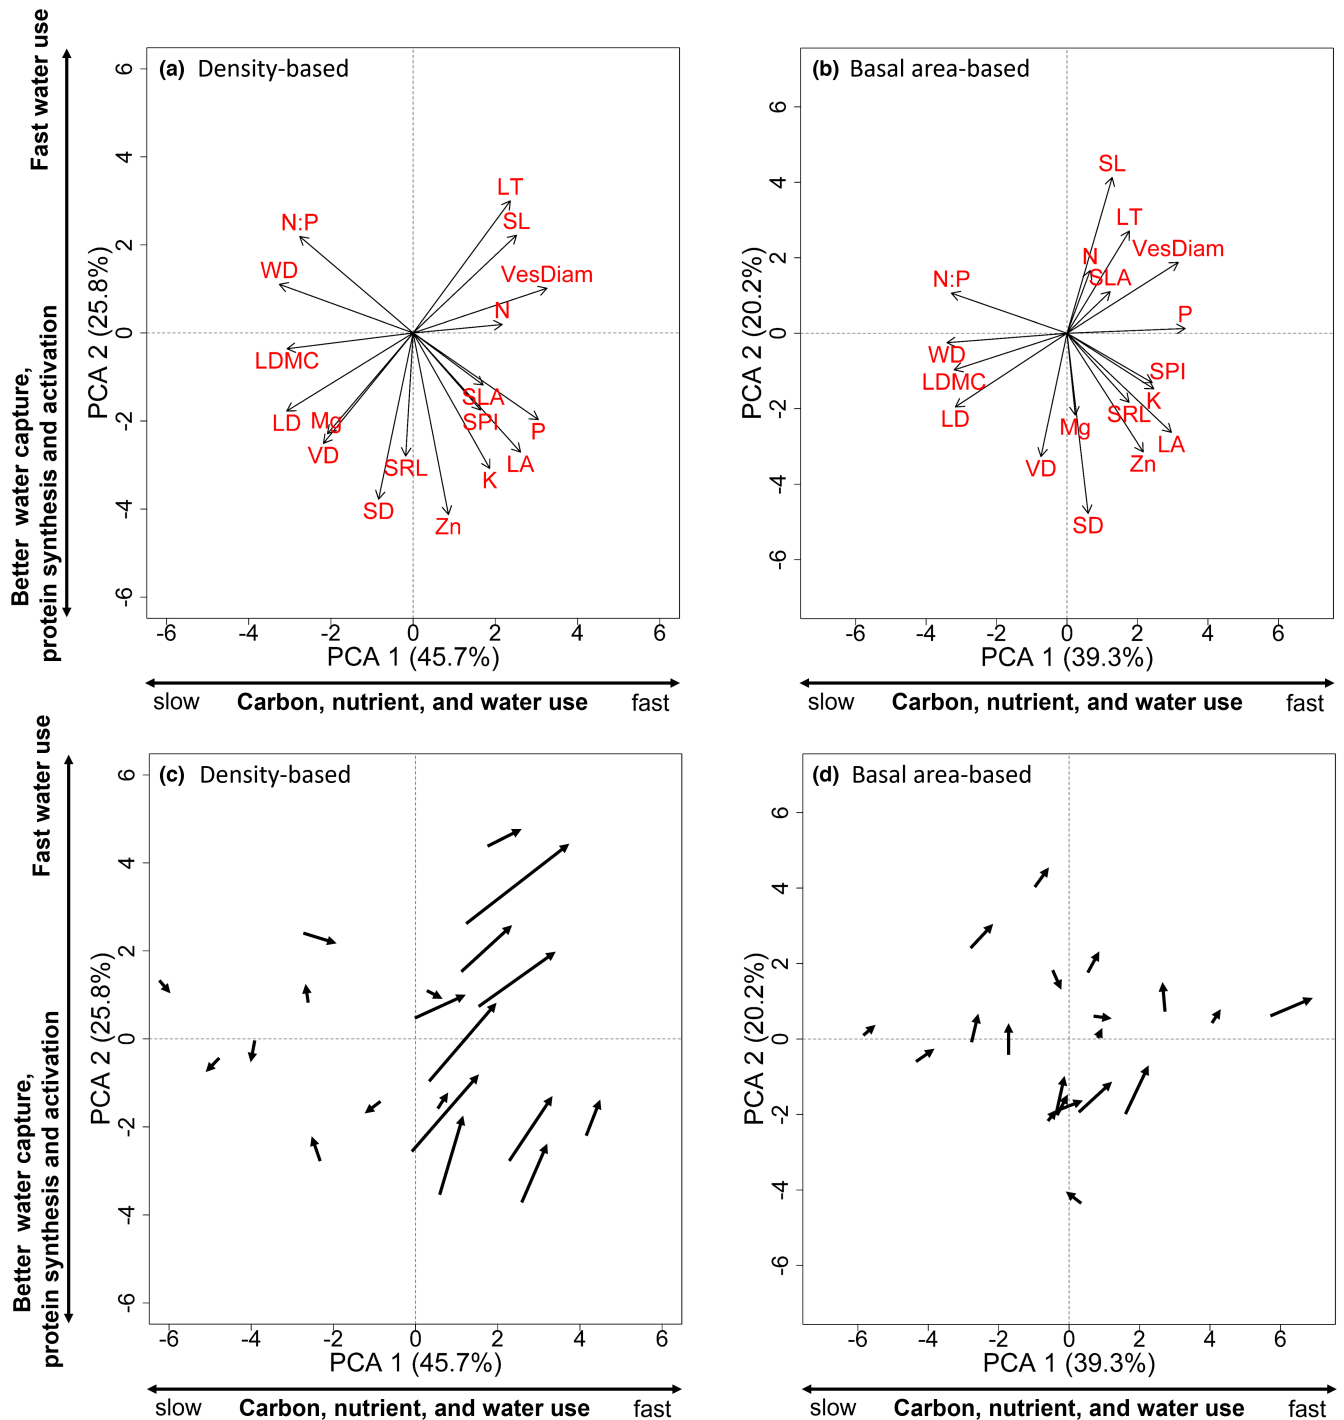 Fast water use
Better water capture,
protein synthesis and activation
(a) Density-based
6
4
2
0
-2
-4
-6
PCA 2 (25.8%)
LT
SL
N:P
WD
VesDiam
N
LDMC
SLA
LD
Mg
SPI
P
VD
SRL
LA
K
SD
Zn
-6 -4 -2 0 2 4 6
PCA 1 (45.7%)
slow Carbon, nutrient, and water use fast
(b) Basal area-based
6
4
2
0
-2
-4
-6
PCA 2 (20.2%)
SL
LT
VesDiam
N
SLA
N:P
P
WD
SPI
LDMC
K
LD
SRL
Mg
LA
VD
Zn
SD
-6 -4 -2 0 2 4 6
PCA 1 (39.3%)
slow Carbon, nutrient, and water use fast
Fast water use
Better water capture,
protein synthesis and activation
(c) Density-based
6
4
2
0
-2
-4
-6
PCA 2 (25.8%)
-6 -4 -2 0 2 4 6
PCA 1 (45.7%)
slow Carbon, nutrient, and water use fast
(d) Basal area-based
6
4
2
0
-2
-4
-6
PCA 2 (20.2%)
-6 -4 -2 0 2 4 6
PCA 1 (39.3%)
slow Carbon, nutrient, and water use fast